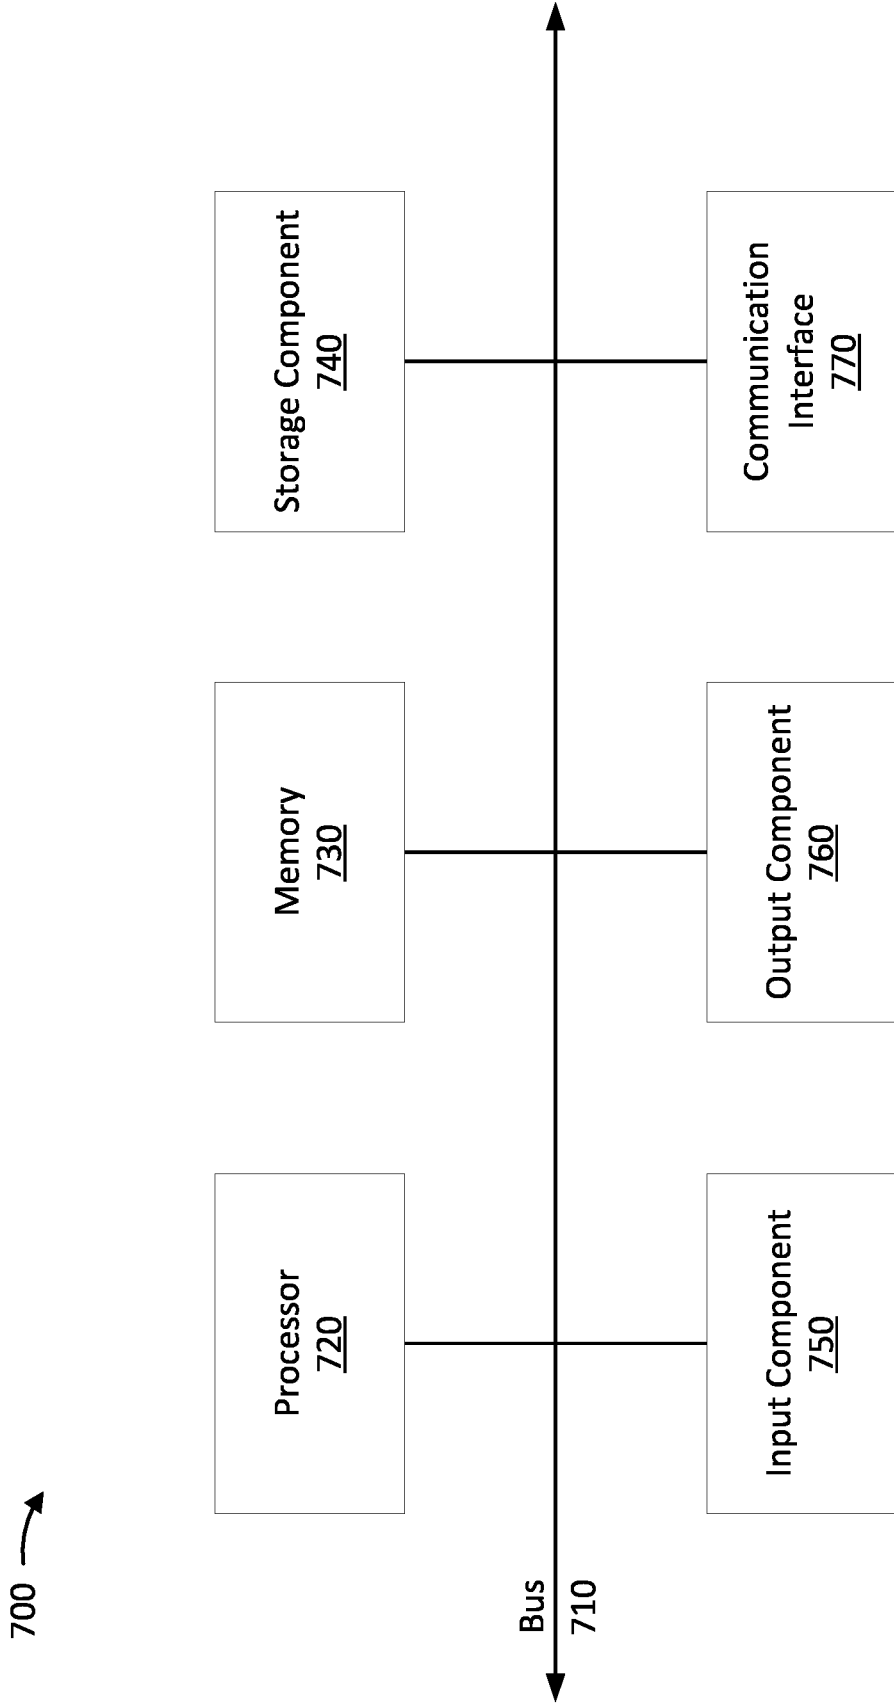 700
Processor
720
Memory
730
Storage Component
740
Bus
710
Input Component
750
Output Component
760
Communication
Interface
770